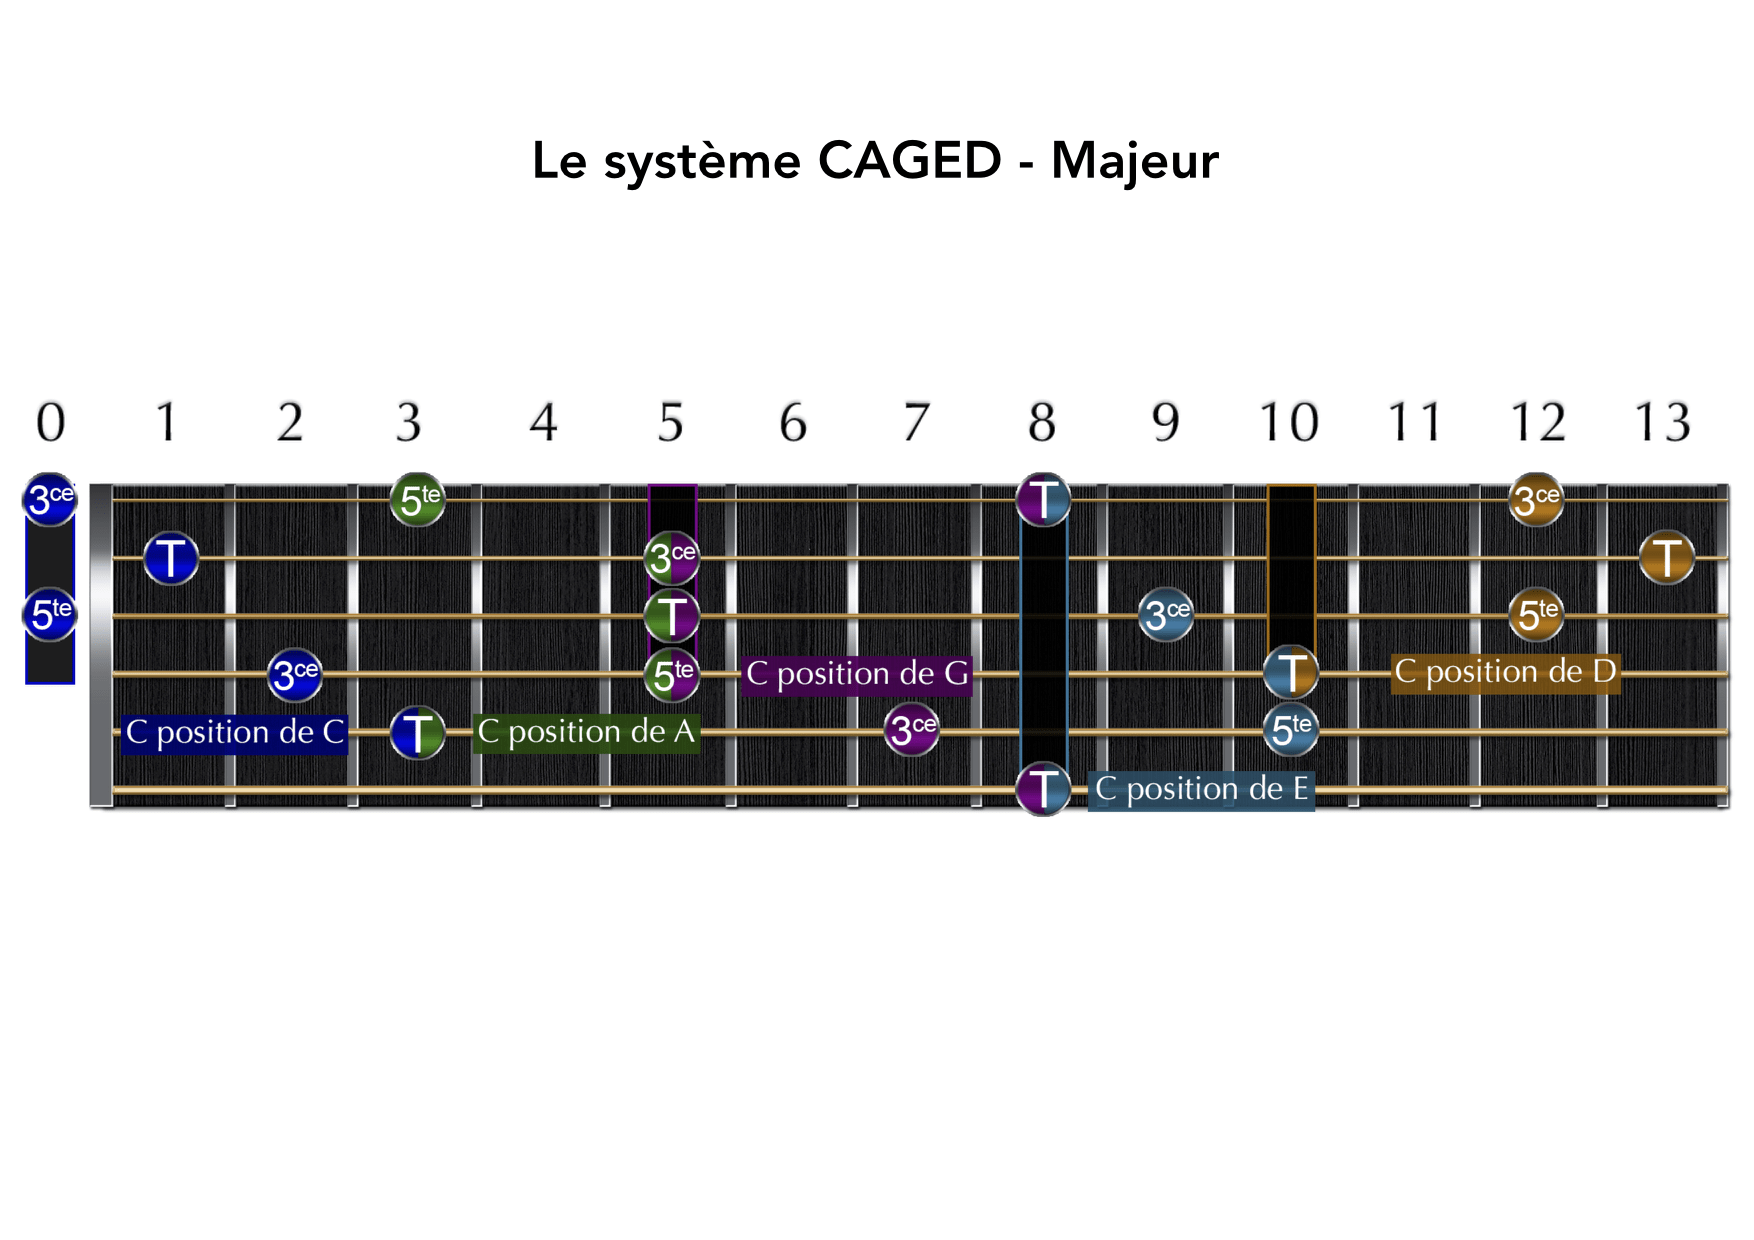 Le système CAGED - Majeur
0 1 2 3 4 5 6 7 8 9 10 11 12 13
3ce 5te T 3ce
T 3ce T
5te T 3ce 5te
3ce 5te C position de G T C position de D
C position de C T C position de A 3ce 5te
T C position de E